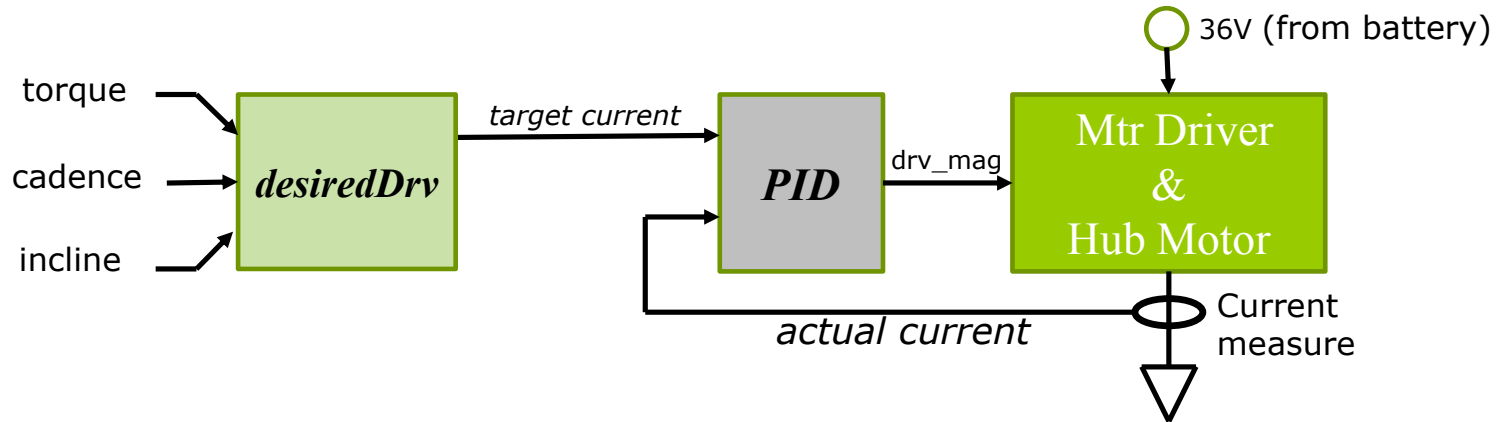 36V (from battery)
torque
cadence
incline
desiredDrv
target current
PID
drv_mag
Mtr Driver
&
Hub Motor
actual current
Current
measure